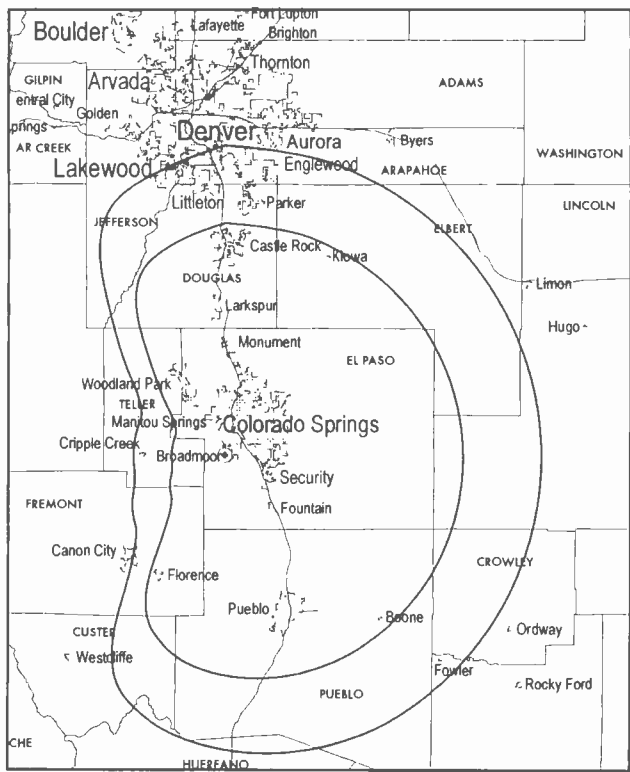 Fort Lupton
Boulder
Lafayette
Brighton
Thornton
GILPIN
Arvada
ADAMS
entral City
Golden
prings
Denver
Aurora
Byers
AR CREEK
WASHINGTON
Lakewood
Englewood
ARAPAHOE
Littleton
Parker
LINCOLN
JEFFERSON
ELBERT
Castle Rock
Kiowa
DOUGLAS
Limon
Larkspur
Hugo
Monument
EL PASO
Woodland Park
TELLER
Manitou Springs
Colorado Springs
Cripple Creek
Broadmoor
Security
FREMONT
Fountain
Canon City
CROWLEY
Florence
Pueblo
Boone
CUSTER
Ordway
Westcliffe
Fowler
Rocky Ford
PUEBLO
CHE
HUERFANO